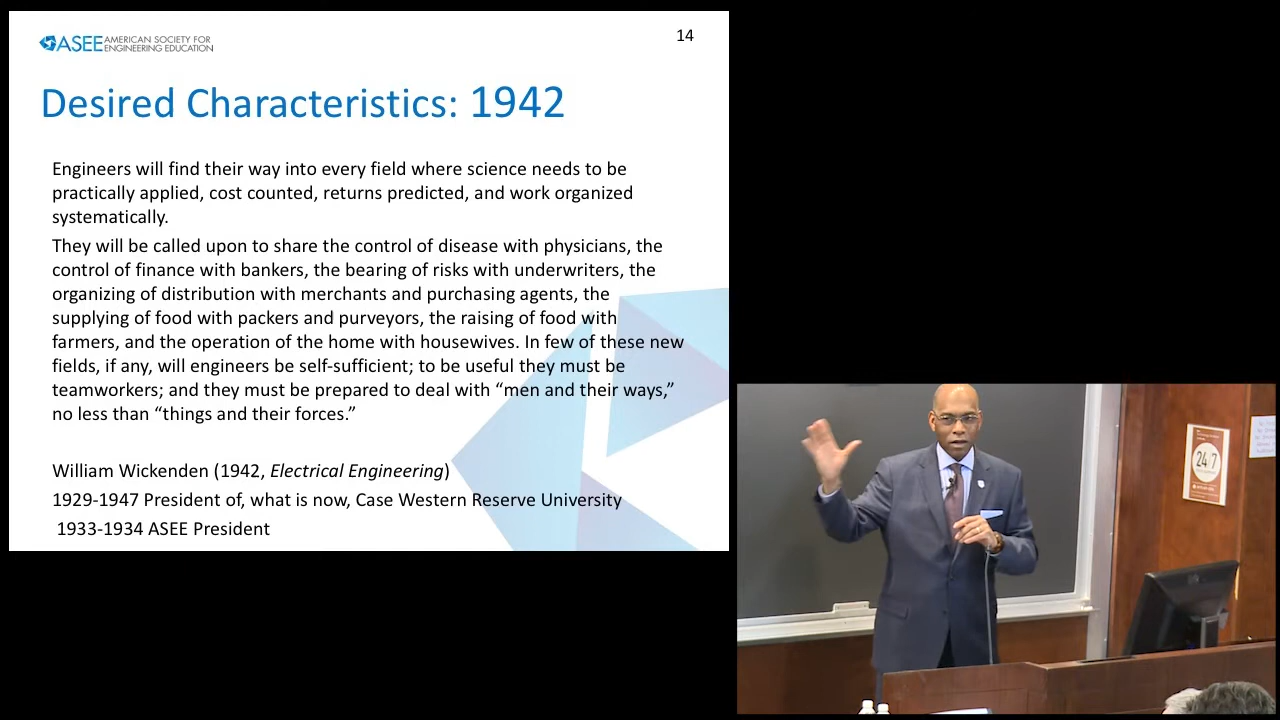 ASEE AMERICAN SOCIETY FOR
ENGINEERING EDUCATION
14
Desired Characteristics: 1942
Engineers will find their way into every field where science needs to be
practically applied, cost counted, returns predicted, and work organized
systematically.
They will be called upon to share the control of disease with physicians, the
control of finance with bankers, the bearing of risks with underwriters, the
organizing of distribution with merchants and purchasing agents, the
supplying of food with packers and purveyors, the raising of food with
farmers, and the operation of the home with housewives. In few of these new
fields, if any, will engineers be self-sufficient; to be useful they must be
teamworkers; and they must be prepared to deal with “men and their ways,”
no less than “things and their forces.”
William Wickenden (1942, Electrical Engineering)
1929-1947 President of, what is now, Case Western Reserve University
1933-1934 ASEE President
24/7